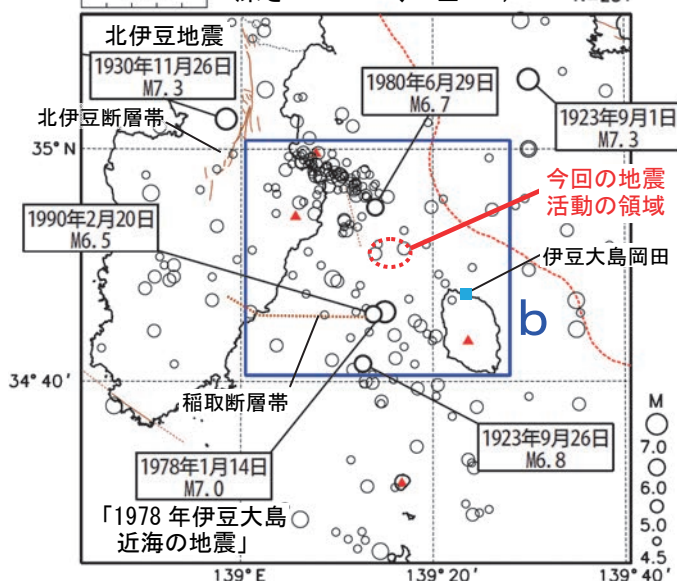 北伊豆地震
1930年11月26日
M7.3
1980年6月29日
M6.7
1923年9月1日
M7.3
北伊豆断層帯
35° N
今回の地震
活動の領域
1990年2月20日
M6.5
伊豆大島岡田
b
34° 40'
稲取断層帯
1923年9月26日
M6.8
1978年1月14日
M7.0
「1978 年伊豆大島
近海の地震」
M
7.0
6.0
5.0
4.5
139° E
139° 20'
139° 40'